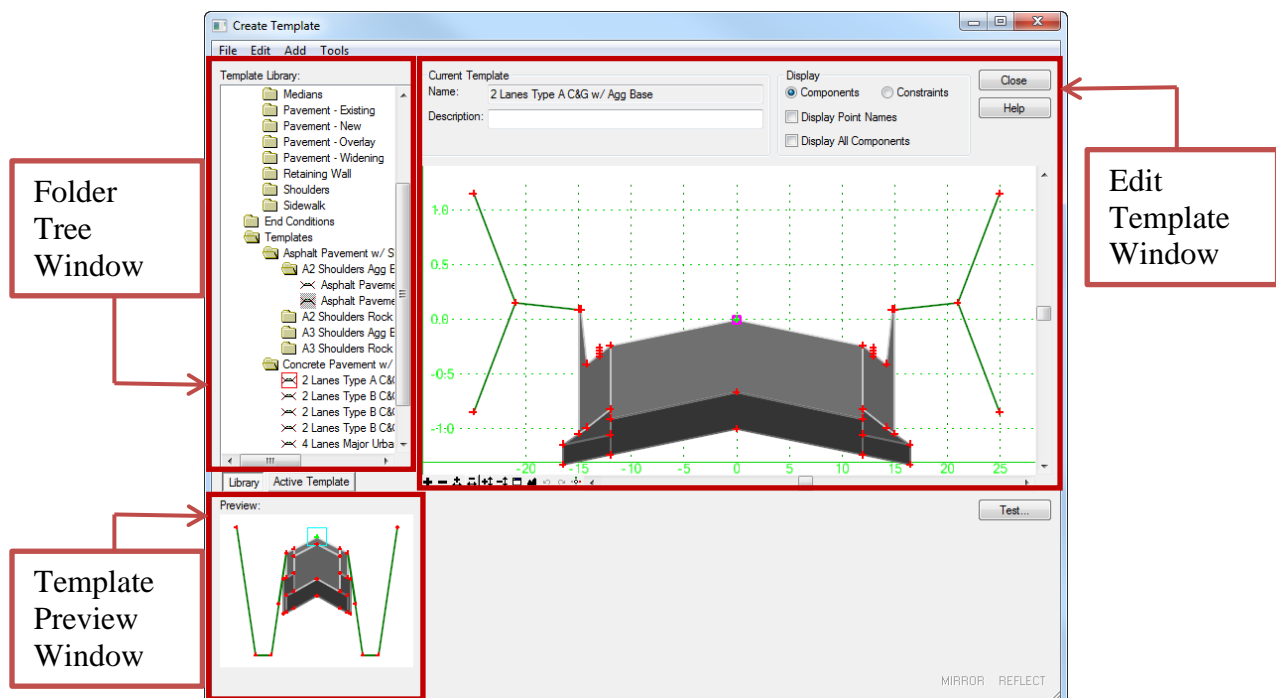 Create Template
File Edit Add Tools
Template Library:
Medians
Pavement - Existing
Pavement - New
Pavement - Overlay
Pavement - Widening
Retaining Wall
Shoulders
Sidewalk
End Conditions
Templates
Asphalt Pavement w/ S
A2 Shoulders Agg E
Asphalt Paveme
Asphalt Paveme
A2 Shoulders Rock
A3 Shoulders Agg E
A3 Shoulders Rock
Concrete Pavement w/
2 Lanes Type A C&G
2 Lanes Type B C&G
2 Lanes Type B C&G
2 Lanes Type B C&G
4 Lanes Major Urba
Library Active Template
Preview:
Current Template
Name: 2 Lanes Type A C&G w/ Agg Base
Description:
Display
Components Constraints
Display Point Names
Display All Components
Close
Help
1.0
0.5
0.0
-0.5
-1.0
-20 -15 -10 -5 0 5 10 15 20 25
Test...
MIRROR REFLECT
Folder
Tree
Window
Template
Preview
Window
Edit
Template
Window